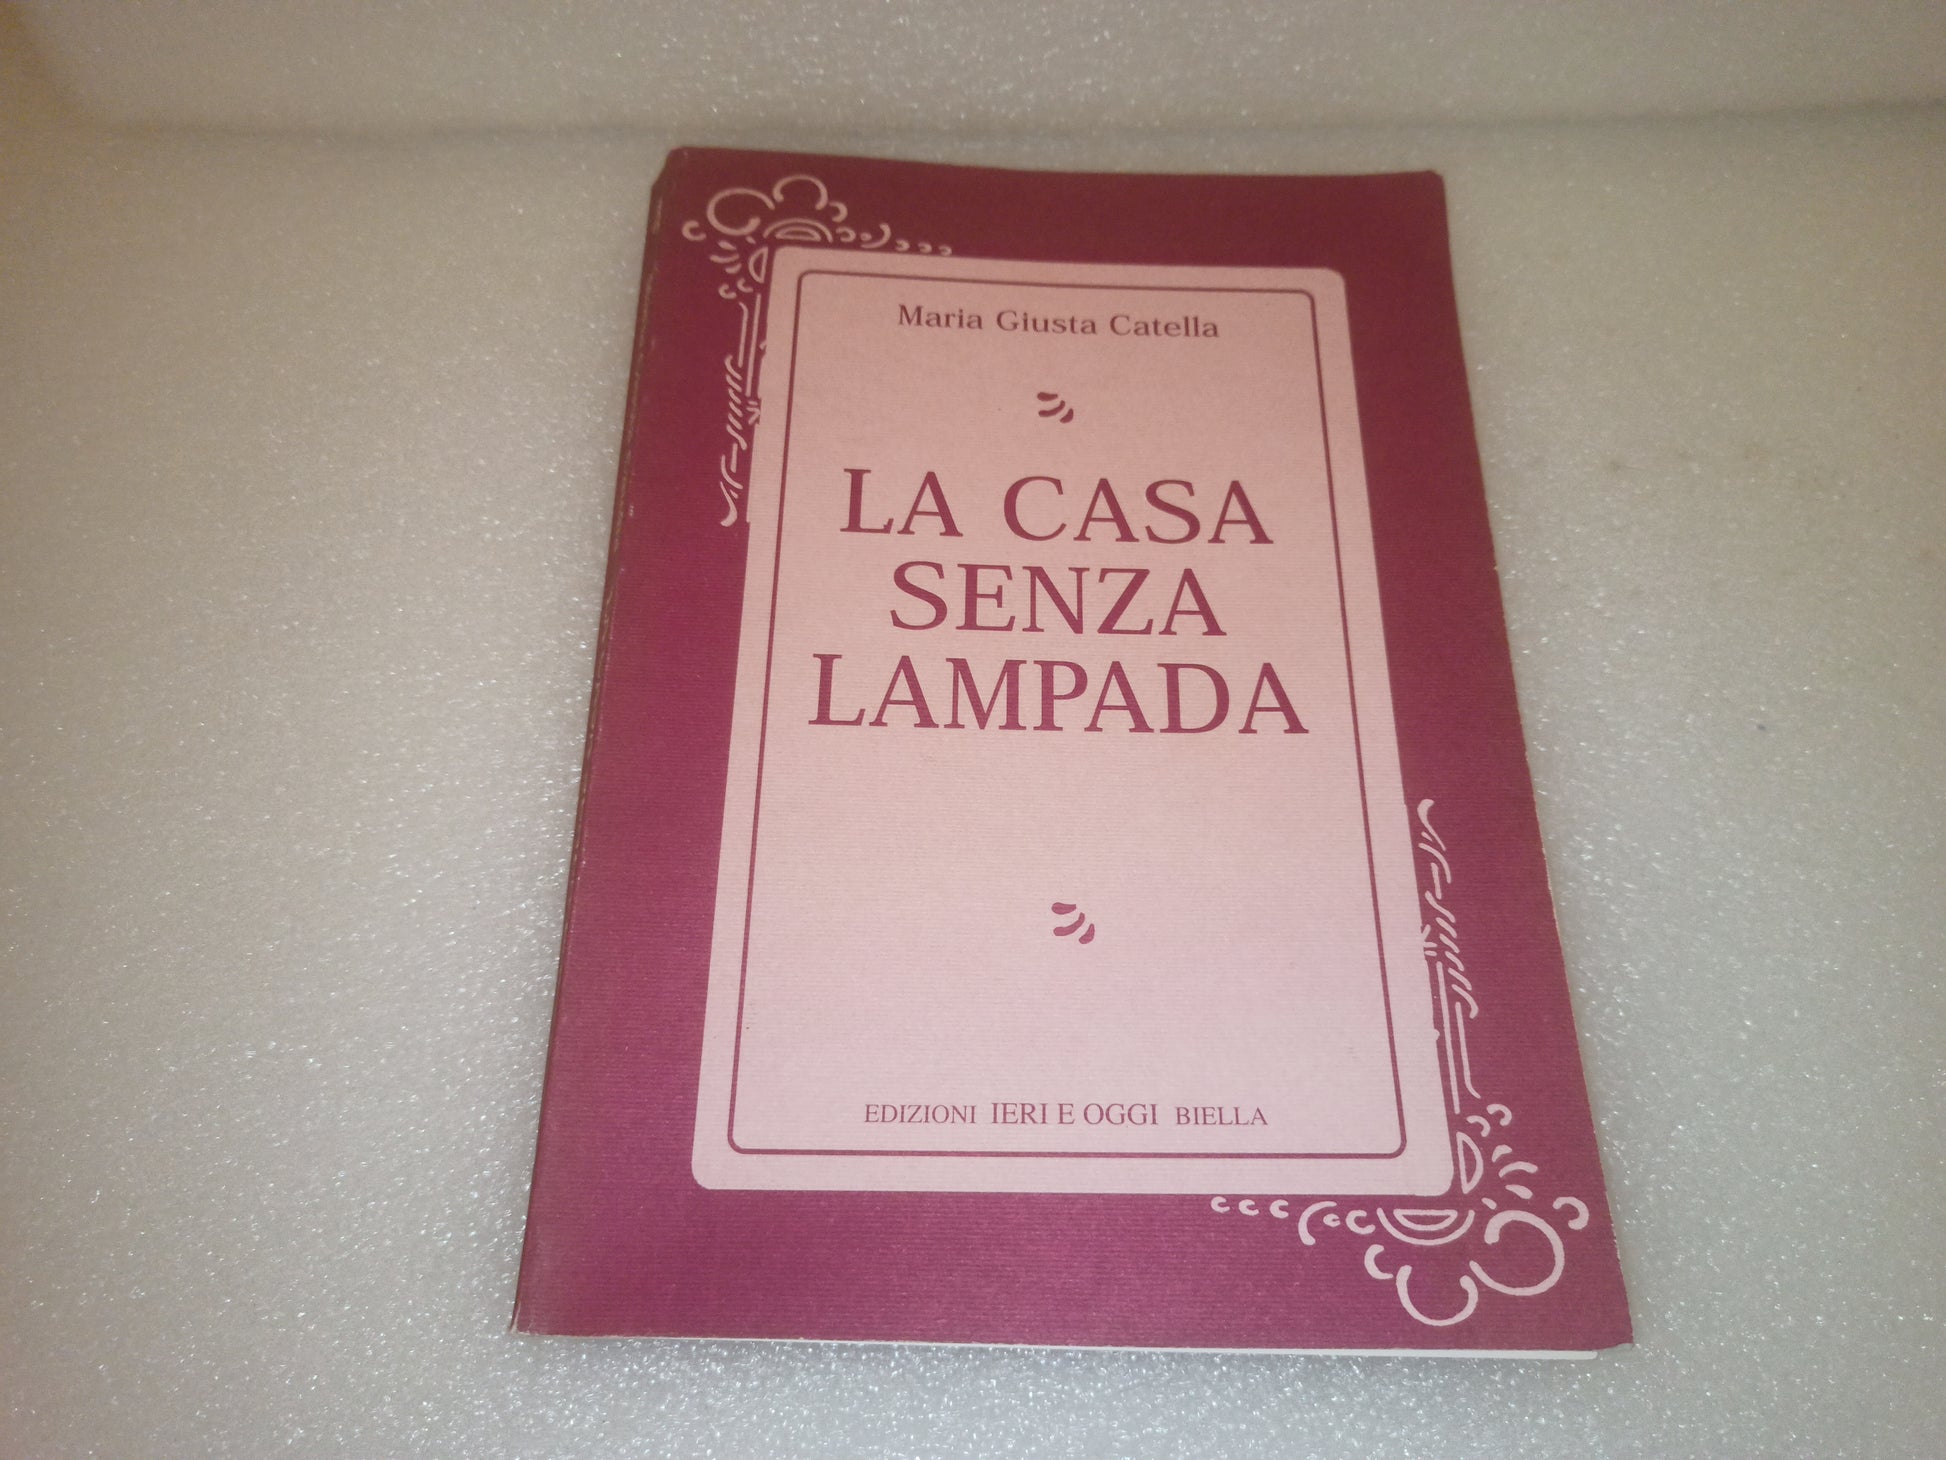 Maria Giusta Catella
LA CASA
SENZA
LAMPADA
EDIZIONI IERI E OGGI BIELLA